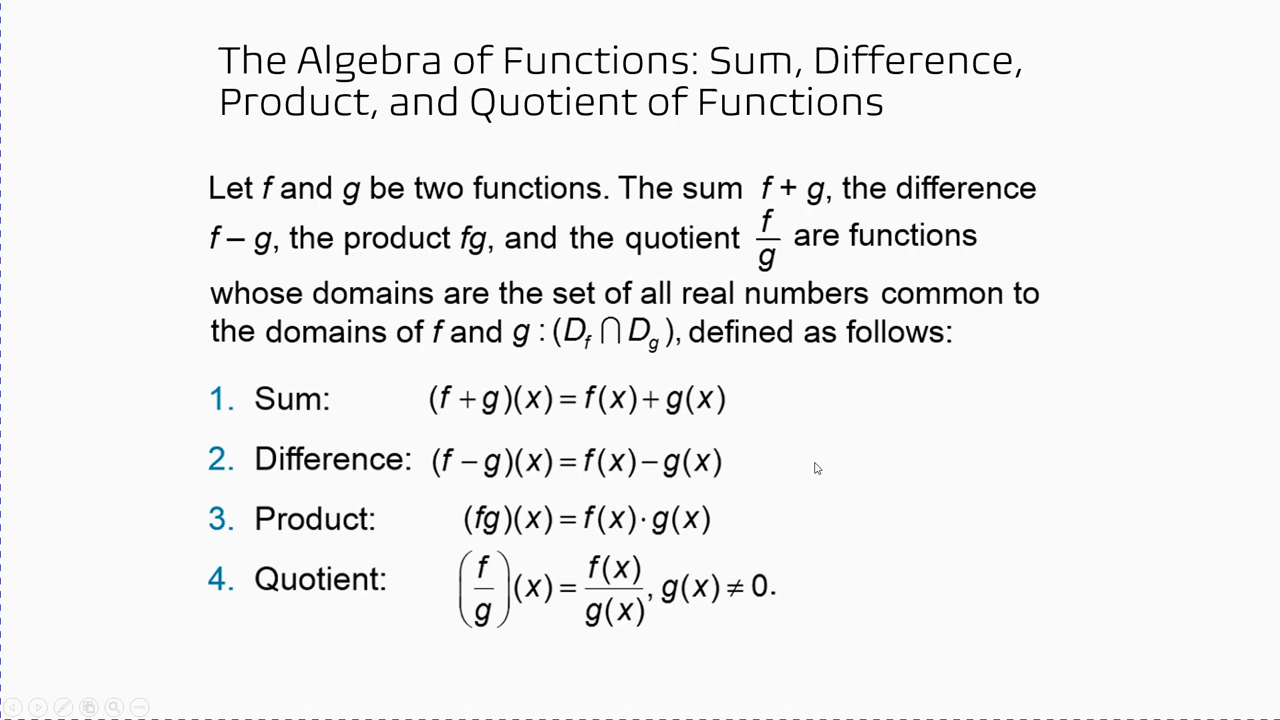 The Algebra of Functions: Sum, Difference,
Product, and Quotient of Functions
Let f and g be two functions. The sum f + g, the difference
f – g, the product fg, and the quotient f/g are functions
whose domains are the set of all real numbers common to
the domains of f and g : (D_f ∩ D_g), defined as follows:
1. Sum: (f + g)(x) = f(x) + g(x)
2. Difference: (f − g)(x) = f(x) − g(x)
3. Product: (fg)(x) = f(x) · g(x)
4. Quotient: (f/g)(x) = f(x)/g(x), g(x) ≠ 0.